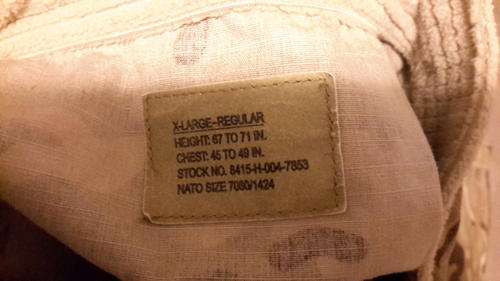 X-LARGE-REGULAR
HEIGHT: 67 TO 71 IN.
CHEST: 45 TO 49 IN.
STOCK NO. 8415-H-004-7853
NATO SIZE 7080/1424